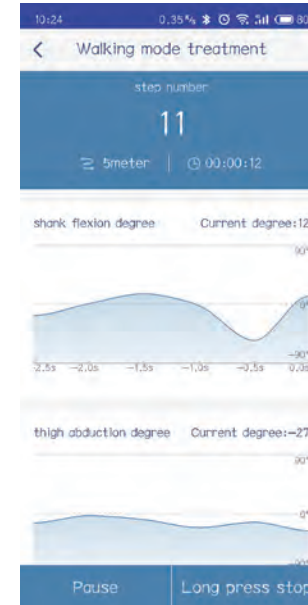 10:24 0.35 80
Walking mode treatment
step number
11
5meter 00:00:12
shank flexion degree Current degree:12
90°
0°
-90°
-2.5s -2.0s -1.5s -1.0s -0.5s 0.0s
thigh abduction degree Current degree:-27
90°
0°
Pause Long press stop